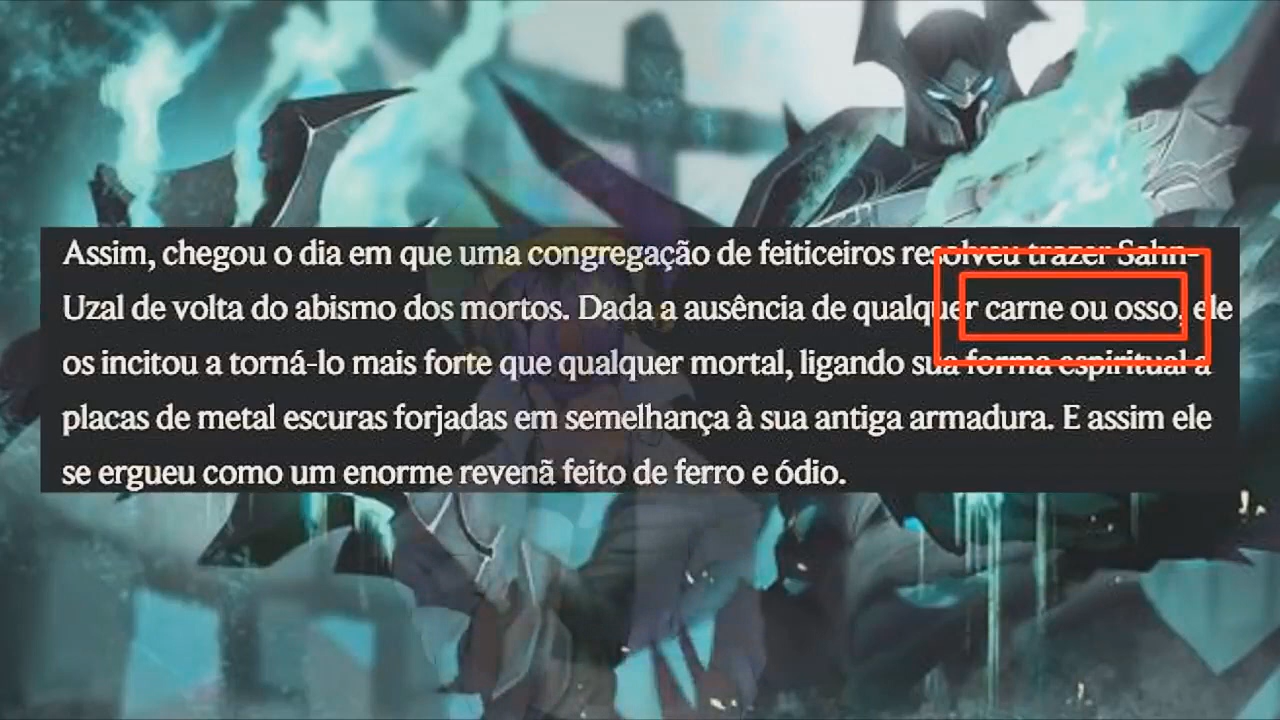 Assim, chegou o dia em que uma congregação de feiticeiros resolveu trazer Sahn-
Uzal de volta do abismo dos mortos. Dada a ausência de qualquer carne ou osso, ele
os incitou a torná-lo mais forte que qualquer mortal, ligando sua forma espiritual a
placas de metal escuras forjadas em semelhança à sua antiga armadura. E assim ele
se ergueu como um enorme revenã feito de ferro e ódio.